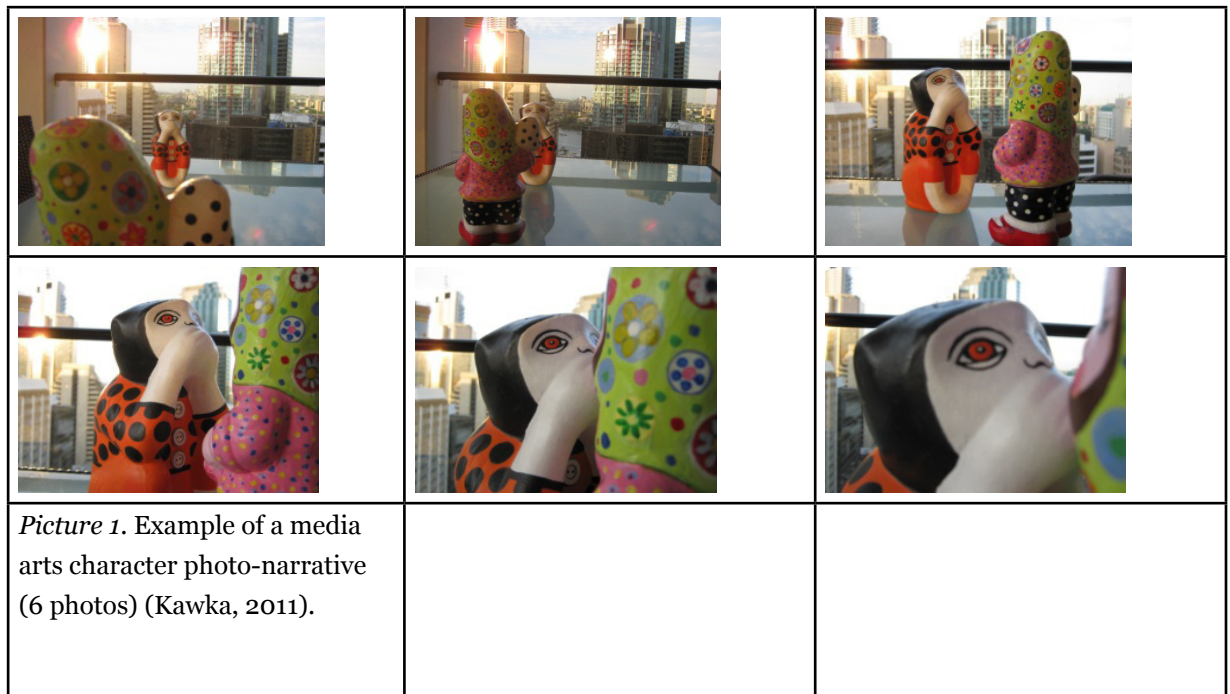 Picture 1. Example of a media
arts character photo-narrative
(6 photos) (Kawka, 2011).